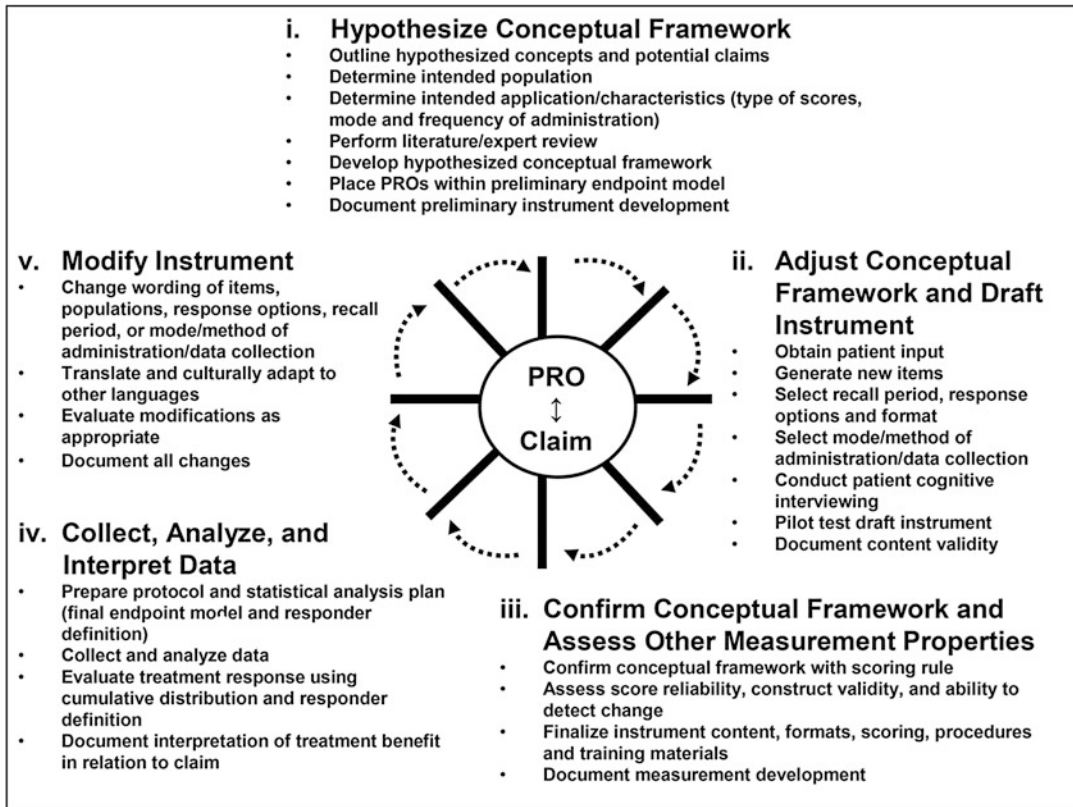 i. Hypothesize Conceptual Framework
• Outline hypothesized concepts and potential claims
• Determine intended population
• Determine intended application/characteristics (type of scores,
mode and frequency of administration)
• Perform literature/expert review
• Develop hypothesized conceptual framework
• Place PROs within preliminary endpoint model
• Document preliminary instrument development
ii. Adjust Conceptual
Framework and Draft
Instrument
• Obtain patient input
• Generate new items
• Select recall period, response
options and format
• Select mode/method of
administration/data collection
• Conduct patient cognitive
interviewing
• Pilot test draft instrument
• Document content validity
PRO
↕
Claim
iii. Confirm Conceptual Framework and
Assess Other Measurement Properties
• Confirm conceptual framework with scoring rule
• Assess score reliability, construct validity, and ability to
detect change
• Finalize instrument content, formats, scoring, procedures
and training materials
• Document measurement development
iv. Collect, Analyze, and
Interpret Data
• Prepare protocol and statistical analysis plan
(final endpoint model and responder
definition)
• Collect and analyze data
• Evaluate treatment response using
cumulative distribution and responder
definition
• Document interpretation of treatment benefit
in relation to claim
v. Modify Instrument
• Change wording of items,
populations, response options, recall
period, or mode/method of
administration/data collection
• Translate and culturally adapt to
other languages
• Evaluate modifications as
appropriate
• Document all changes